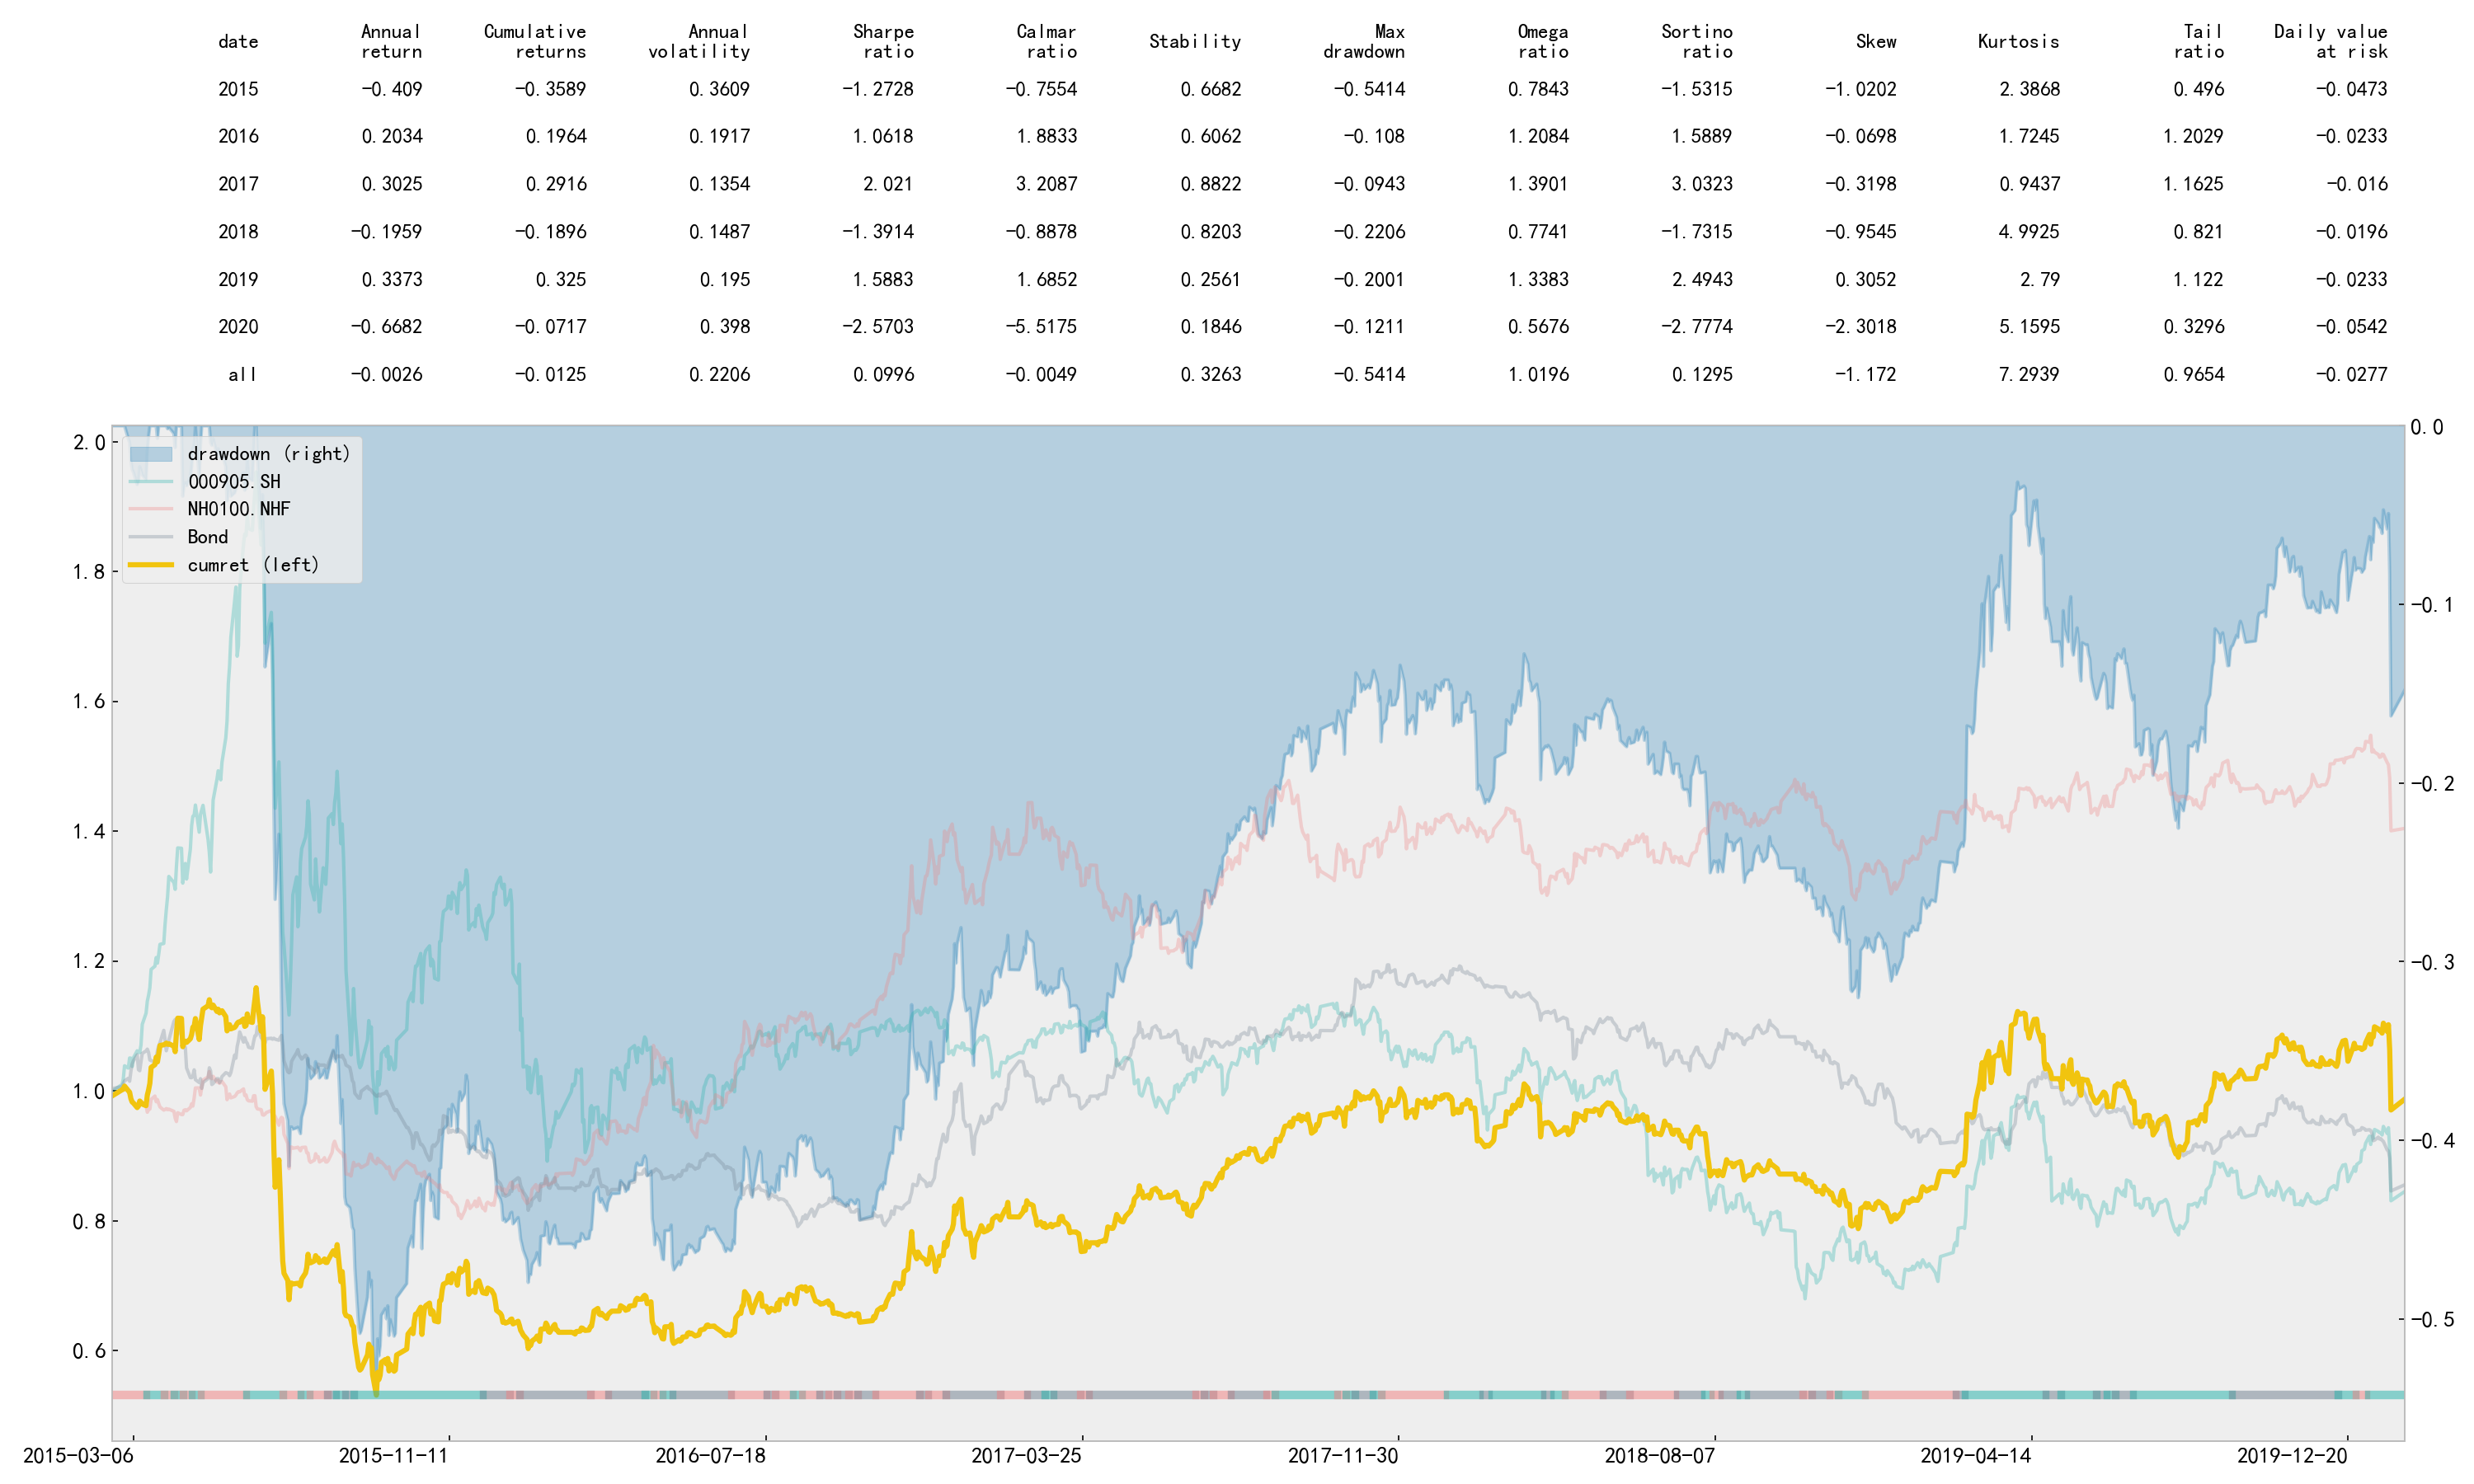 date Annual return Cumulative returns Annual volatility Sharpe ratio Calmar ratio Stability Max drawdown Omega ratio Sortino ratio Skew Kurtosis Tail ratio Daily value at risk
2015 -0.409 -0.3589 0.3609 -1.2728 -0.7554 0.6682 -0.5414 0.7843 -1.5315 -1.0202 2.3868 0.496 -0.0473
2016 0.2034 0.1964 0.1917 1.0618 1.8833 0.6062 -0.108 1.2084 1.5889 -0.0698 1.7245 1.2029 -0.0233
2017 0.3025 0.2916 0.1354 2.021 3.2087 0.8822 -0.0943 1.3901 3.0323 -0.3198 0.9437 1.1625 -0.016
2018 -0.1959 -0.1896 0.1487 -1.3914 -0.8878 0.8203 -0.2206 0.7741 -1.7315 -0.9545 4.9925 0.821 -0.0196
2019 0.3373 0.325 0.195 1.5883 1.6852 0.2561 -0.2001 1.3383 2.4943 0.3052 2.79 1.122 -0.0233
2020 -0.6682 -0.0717 0.398 -2.5703 -5.5175 0.1846 -0.1211 0.5676 -2.7774 -2.3018 5.1595 0.3296 -0.0542
all -0.0026 -0.0125 0.2206 0.0996 -0.0049 0.3263 -0.5414 1.0196 0.1295 -1.172 7.2939 0.9654 -0.0277
2.0
1.8
1.6
1.4
1.2
1.0
0.8
0.6
drawdown (right)
000905.SH
NH0100.NHF
Bond
cumret (left)
0.0
-0.1
-0.2
-0.3
-0.4
-0.5
2015-03-06 2015-11-11 2016-07-18 2017-03-25 2017-11-30 2018-08-07 2019-04-14 2019-12-20